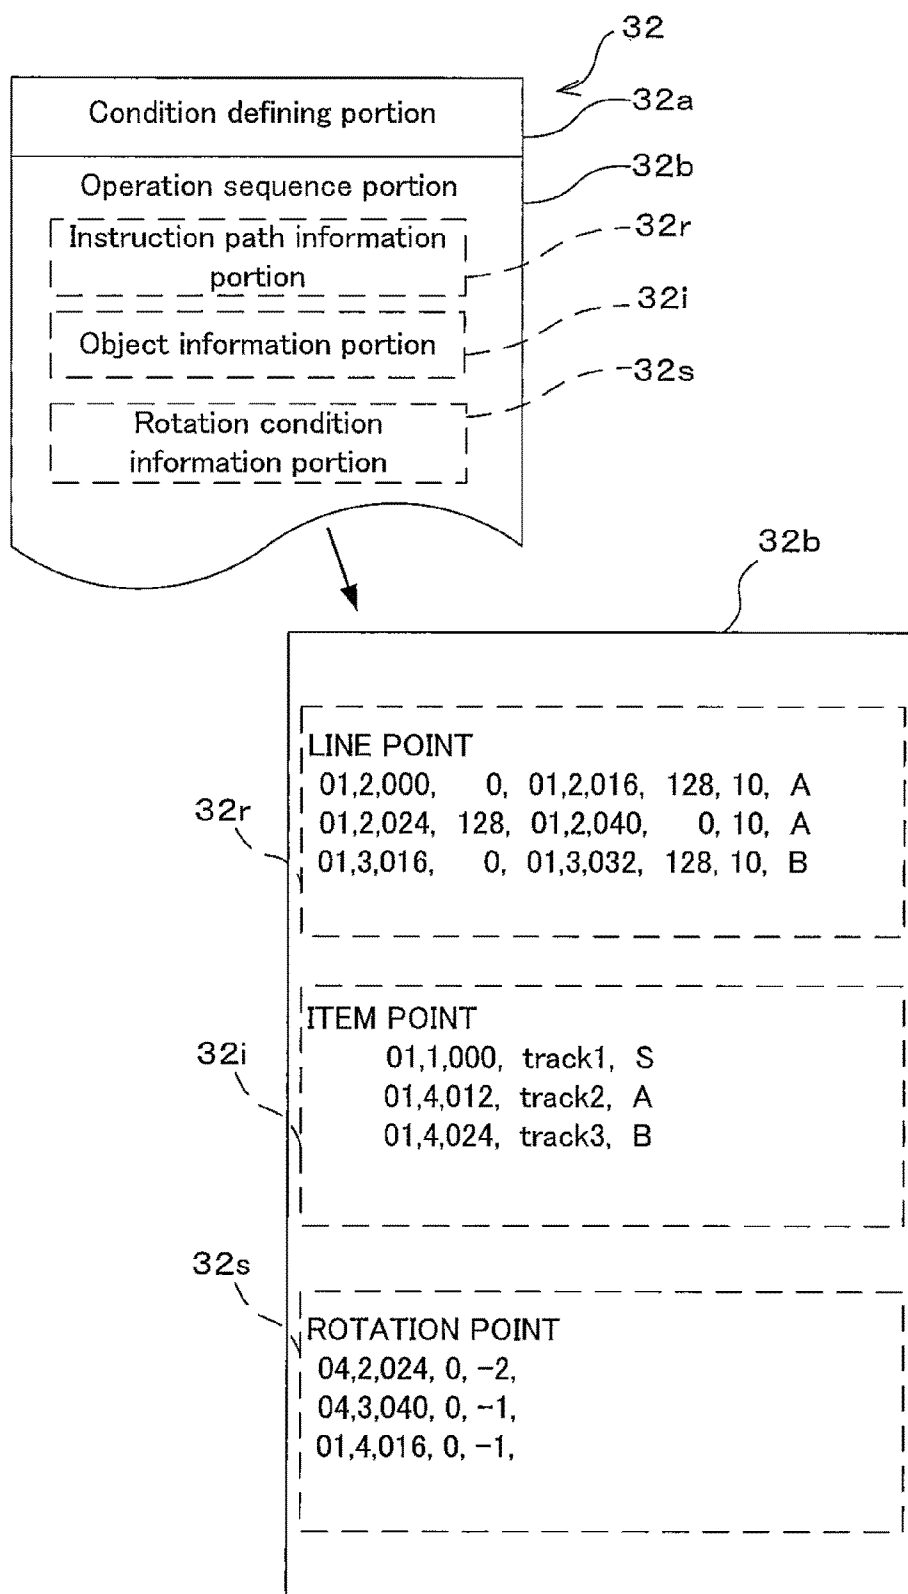 32
Condition defining portion
32a
Operation sequence portion
32b
Instruction path information
portion
32r
Object information portion
32i
Rotation condition
information portion
32s
32b
LINE POINT
01,2,000, 0, 01,2,016, 128, 10, A
01,2,024, 128, 01,2,040, 0, 10, A
01,3,016, 0, 01,3,032, 128, 10, B
32r
ITEM POINT
01,1,000, track1, S
01,4,012, track2, A
01,4,024, track3, B
32i
32s
ROTATION POINT
04,2,024, 0, -2,
04,3,040, 0, -1,
01,4,016, 0, -1,